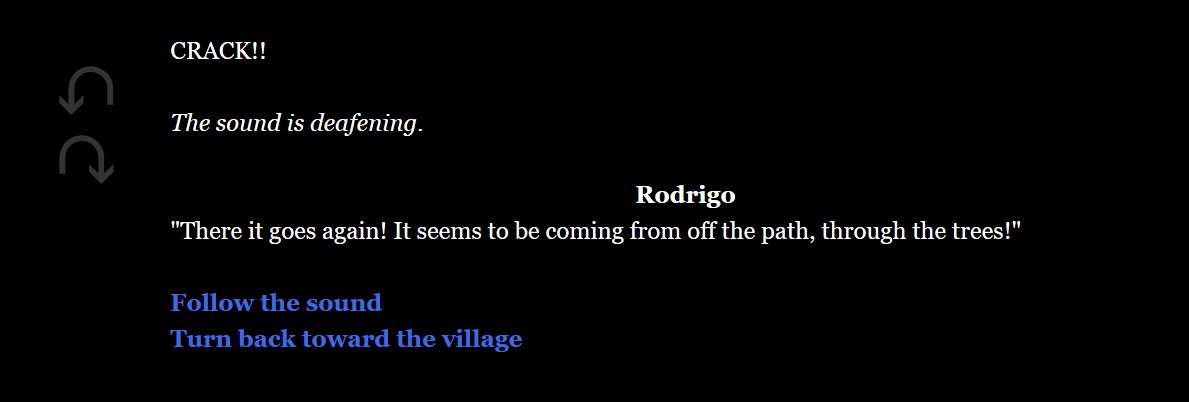 CRACK!!
The sound is deafening.
Rodrigo
"There it goes again! It seems to be coming from off the path, through the trees!"
Follow the sound
Turn back toward the village